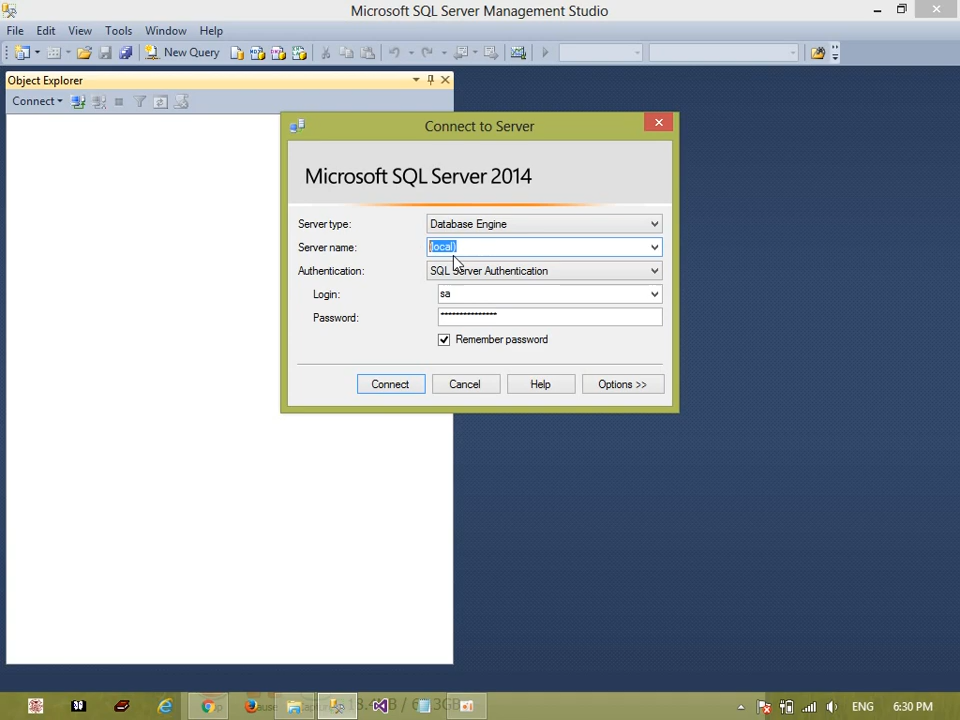 Microsoft SQL Server Management Studio
File Edit View Tools Window Help
New Query
Object Explorer
Connect
Connect to Server
Microsoft SQL Server 2014
Server type: Database Engine
Server name: (local)
Authentication: SQL Server Authentication
Login: sa
Password: ***************
Remember password
Connect Cancel Help Options >>
ENG 6:30 PM